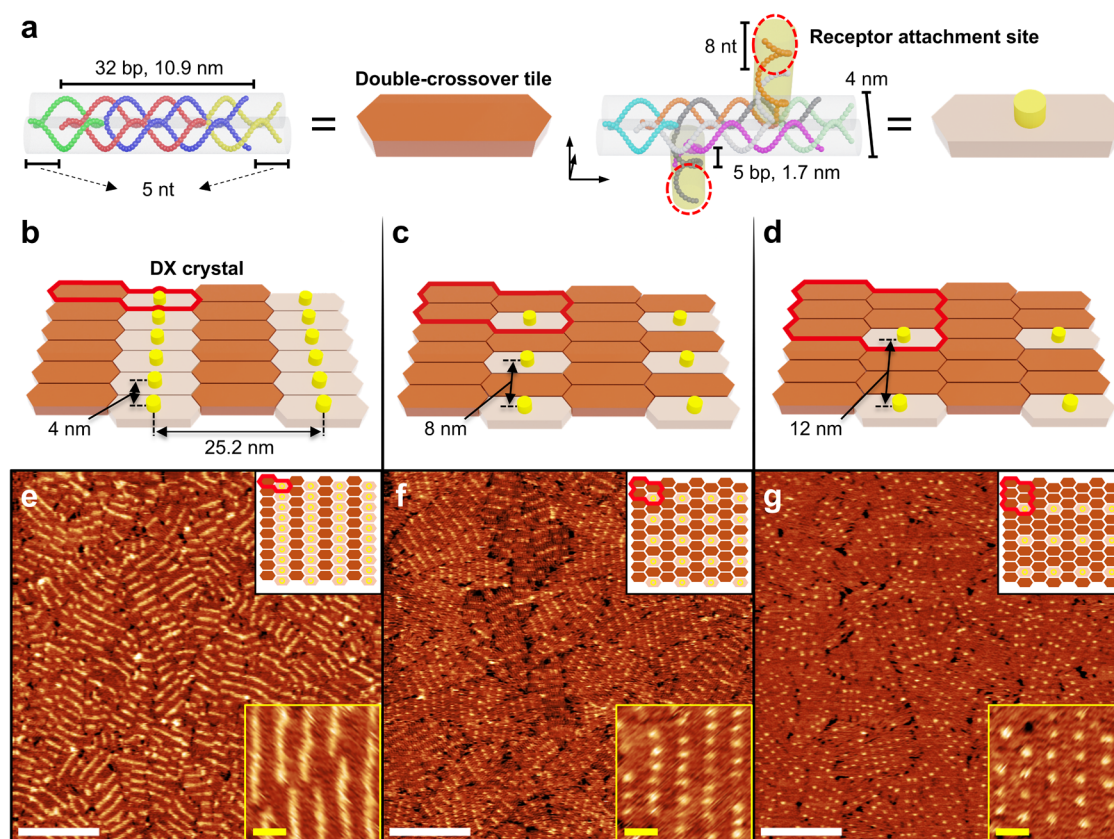 a
32 bp, 10.9 nm
5 nt
=
Double-crossover tile
8 nt
Receptor attachment site
4 nm
5 bp, 1.7 nm
=
b
DX crystal
4 nm
25.2 nm
c
8 nm
d
12 nm
e
f
g